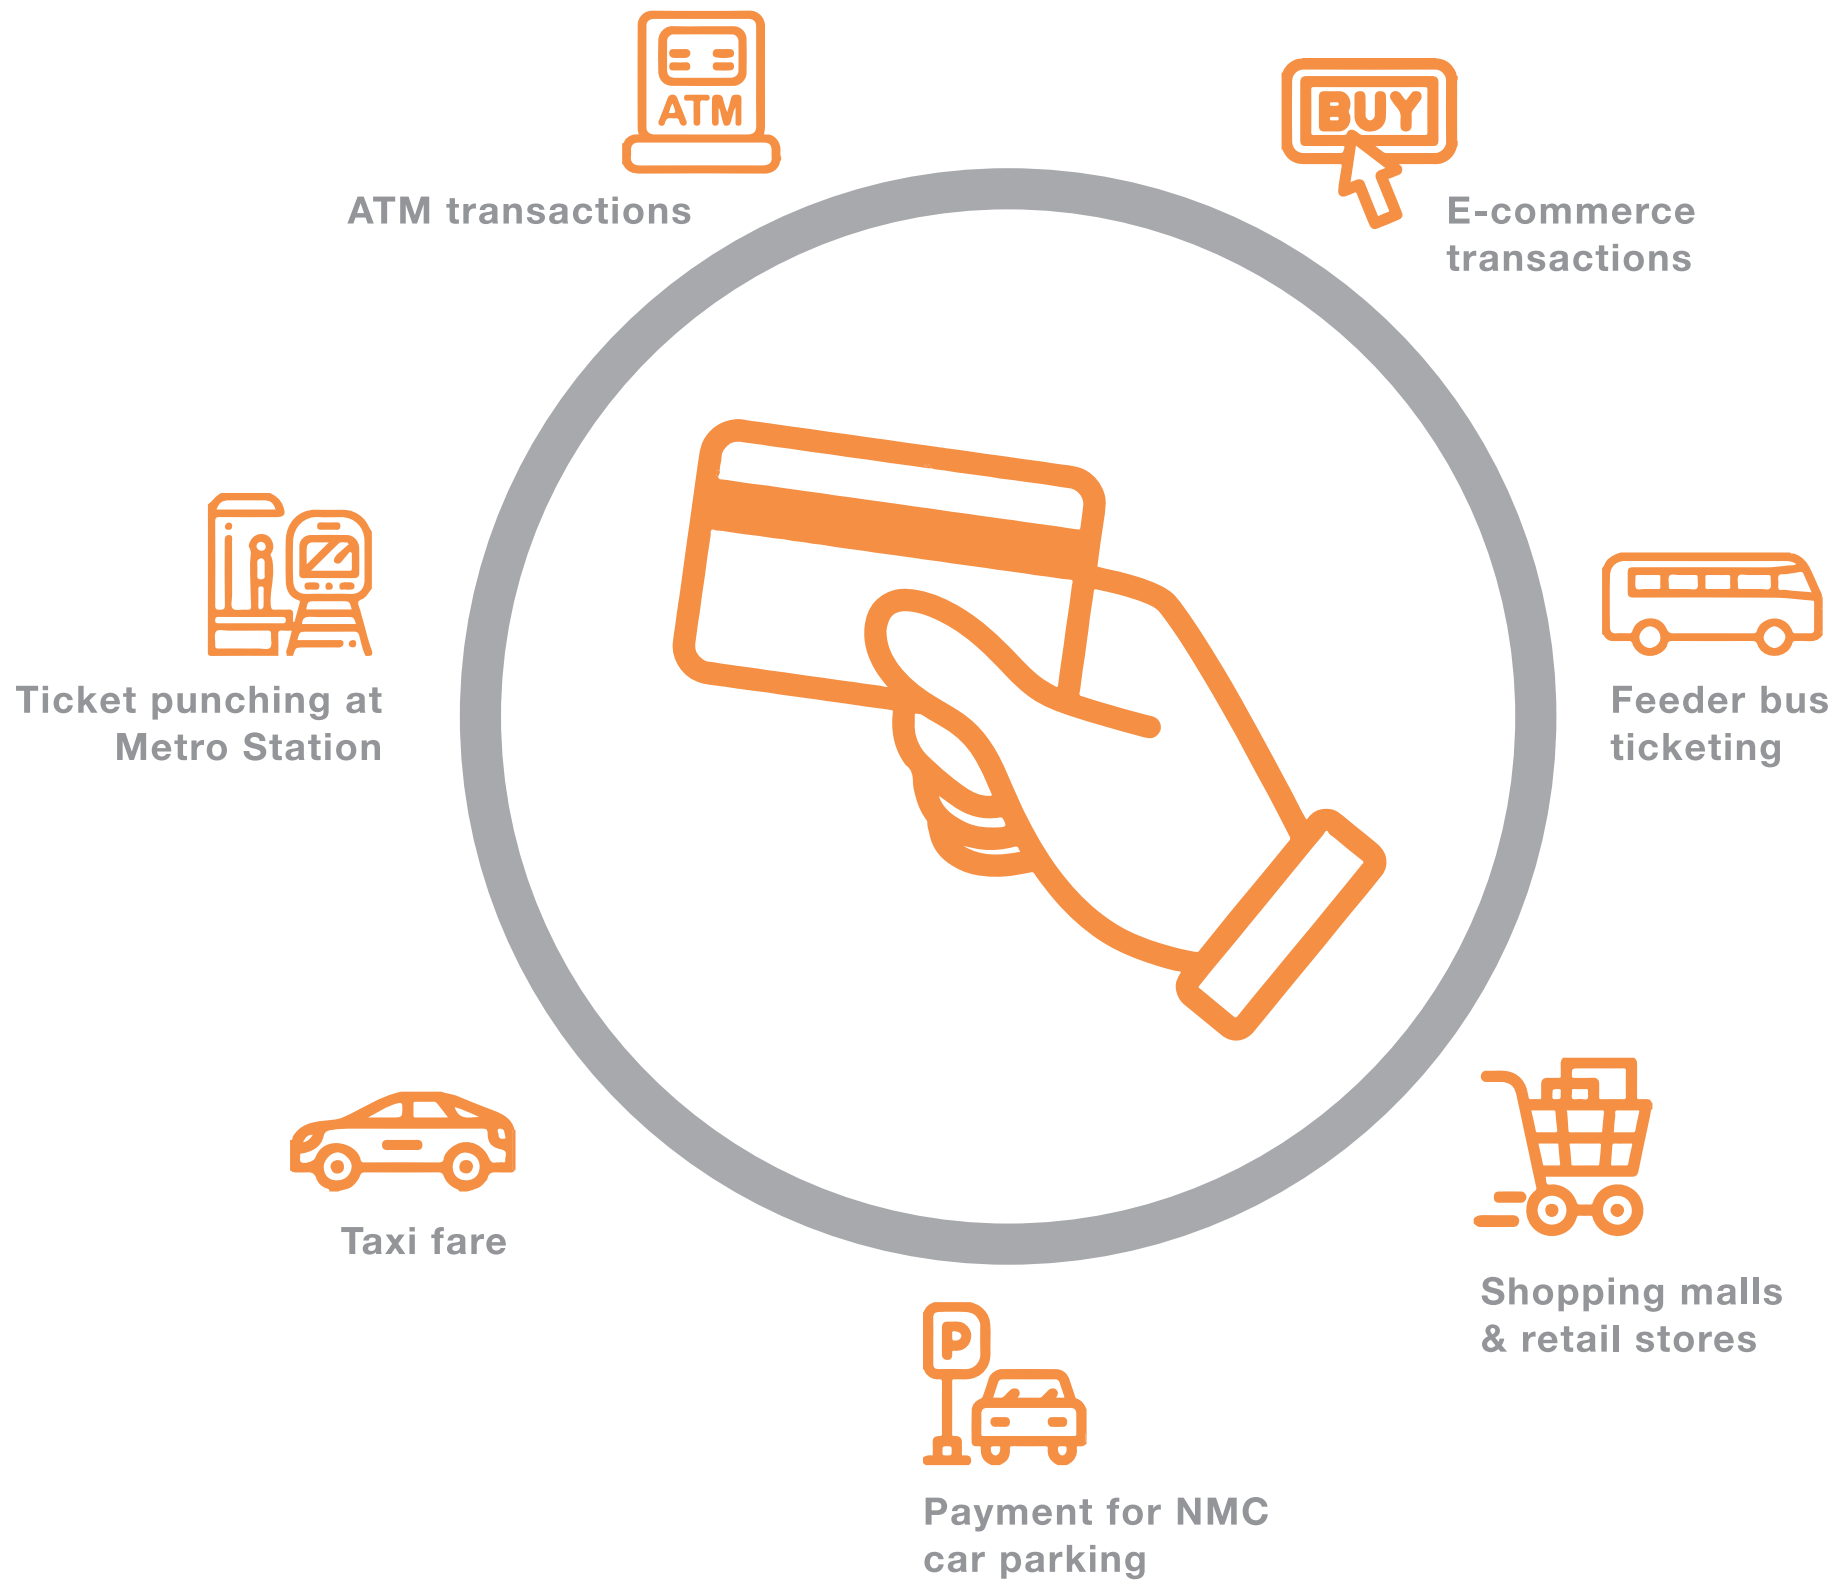 ATM
ATM transactions
BUY
E-commerce
transactions
Ticket punching at
Metro Station
Feeder bus
ticketing
Taxi fare
Shopping malls
& retail stores
P
Payment for NMC
car parking